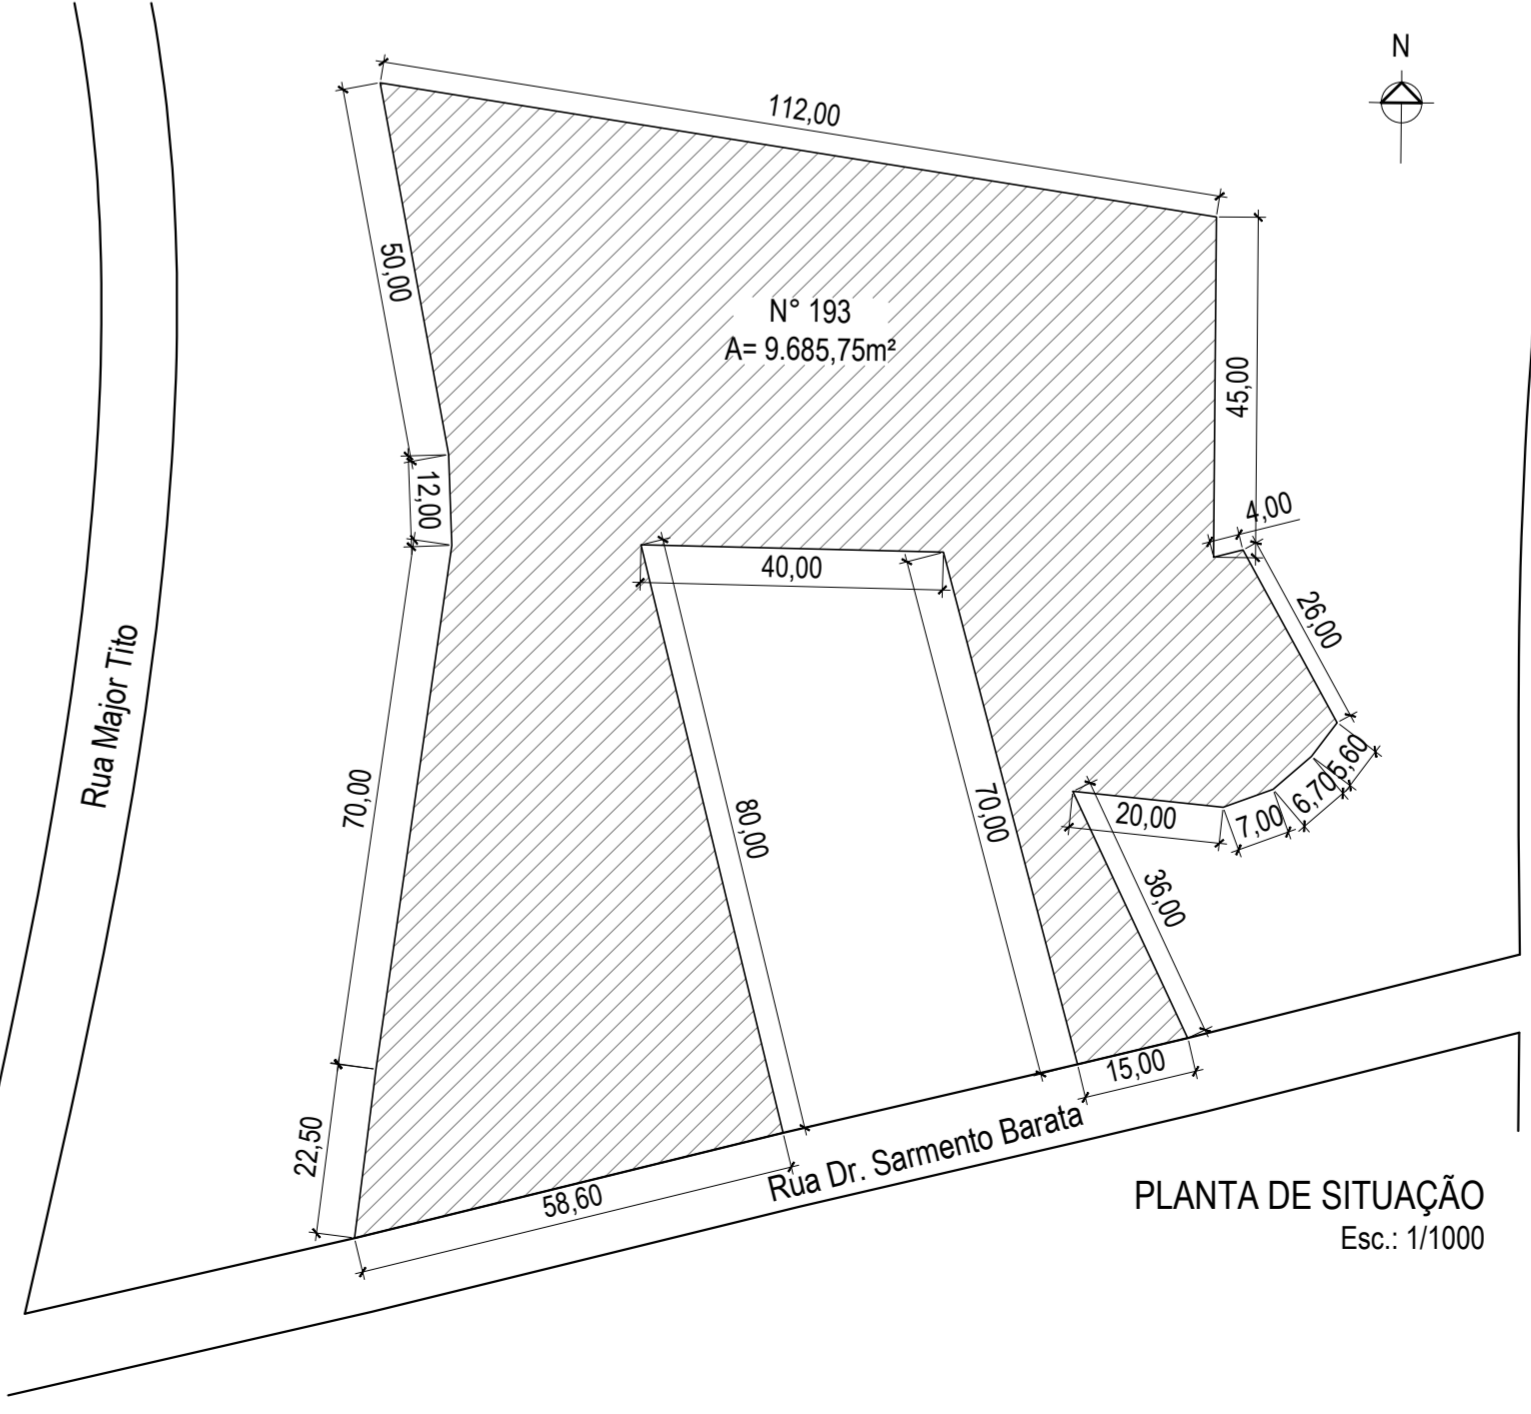 N
112,00
50,00
N° 193
A= 9.685,75m²
45,00
12,00
4,00
40,00
26,00
Rua Major Tito
70,00
80,00
70,00
20,00
7,00
6,70
5,60
36,00
15,00
22,50
58,60
Rua Dr. Sarmento Barata
PLANTA DE SITUAÇÃO
Esc.: 1/1000